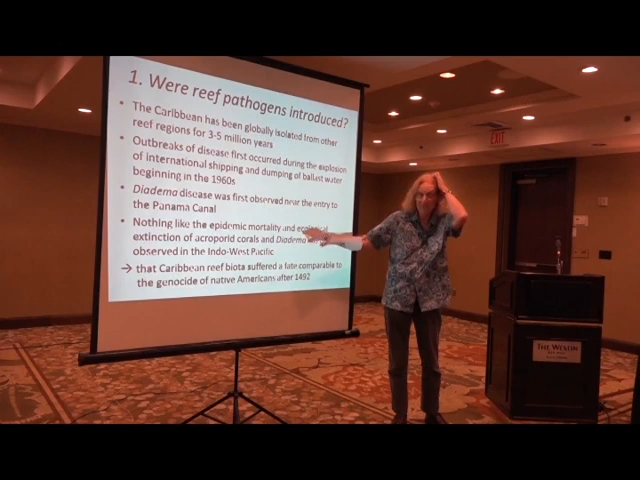 1. Were reef pathogens introduced?
• The Caribbean has been globally isolated from other
reef regions for 3-5 million years
• Outbreaks of disease first occurred during the explosion
of international shipping and dumping of ballast water
beginning in the 1960s
• Diadema disease was first observed near the entry to
the Panama Canal
• Nothing like the epidemic mortality and ecological
extinction of acroporid corals and Diadema
observed in the Indo-West Pacific
→ that Caribbean reef biota suffered a fate comparable to
the genocide of native Americans after 1492
EXIT
THE WESTIN